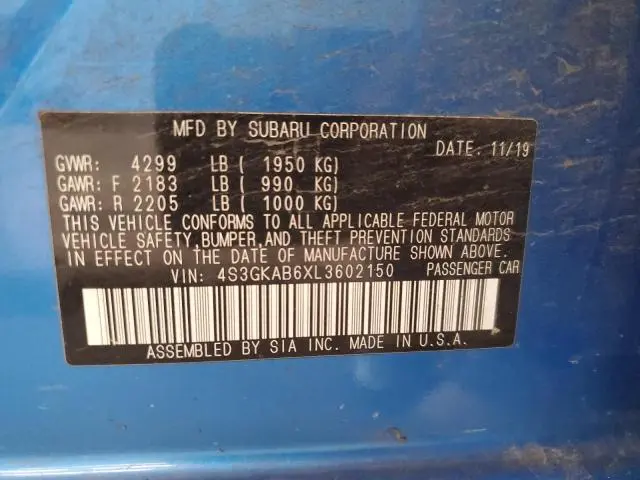 MFD BY SUBARU CORPORATION
DATE: 11/19
GVWR: 4299 LB ( 1950 KG)
GAWR: F 2183 LB ( 990 KG)
GAWR: R 2205 LB ( 1000 KG)
THIS VEHICLE CONFORMS TO ALL APPLICABLE FEDERAL MOTOR
VEHICLE SAFETY, BUMPER, AND THEFT PREVENTION STANDARDS
IN EFFECT ON THE DATE OF MANUFACTURE SHOWN ABOVE.
VIN: 4S3GKAB6XL3602150 PASSENGER CAR
ASSEMBLED BY SIA INC. MADE IN U.S.A.